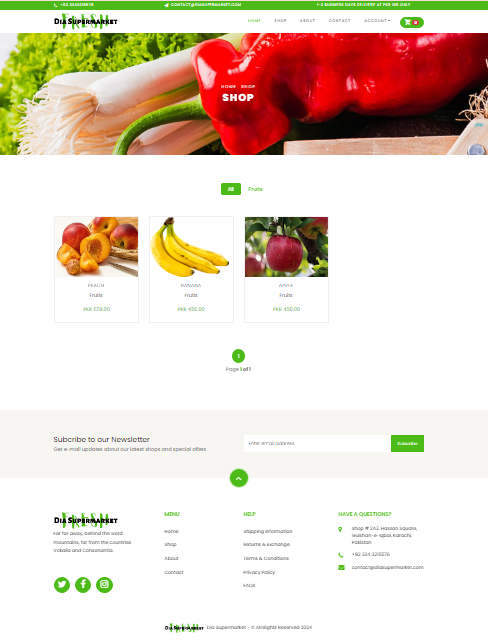 +92 334 3215576
CONTACT@DIASUPERMARKET.COM
1-2 BUSINESS DAYS DELIVERY AT PKR 150 ONLY
FRESH
DIA SUPERMARKET
HOME
SHOP
ABOUT
CONTACT
ACCOUNT
HOME SHOP
SHOP
All
Fruits
PEACH
Fruits
PKR 679.00
BANANA
Fruits
PKR 450.00
APPLE
Fruits
PKR 450.00
1
Page 1 of 1
Subcribe to our Newsletter
Get e-mail updates about our latest shops and special offers
Enter email address
Subscribe
FRESH
DIA SUPERMARKET
Far far away, behind the word
mountains, far from the countries
Vokalia and Consonantia.
MENU
Home
Shop
About
Contact
HELP
Shipping Information
Returns & Exchange
Terms & Conditions
Privacy Policy
FAQs
HAVE A QUESTIONS?
Shop # 2A3, Hassan Square,
Gulshan-e-Iqbal, Karachi,
Pakistan
+92 334 3215576
contact@diasupermarket.com
FRESH
DIA SUPERMARKET
Dia Supermarket - © All Rights Reserved 2024